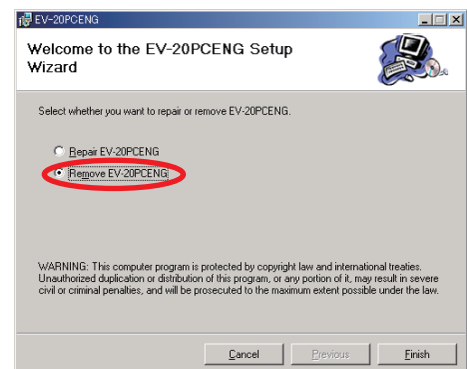 EV-20PCENG
Welcome to the EV-20PCENG Setup
Wizard
Select whether you want to repair or remove EV-20PCENG.
Repair EV-20PCENG
Remove EV-20PCENG
WARNING: This computer program is protected by copyright law and international treaties.
Unauthorized duplication or distribution of this program, or any portion of it, may result in severe
civil or criminal penalties, and will be prosecuted to the maximum extent possible under the law.
Cancel Previous Finish